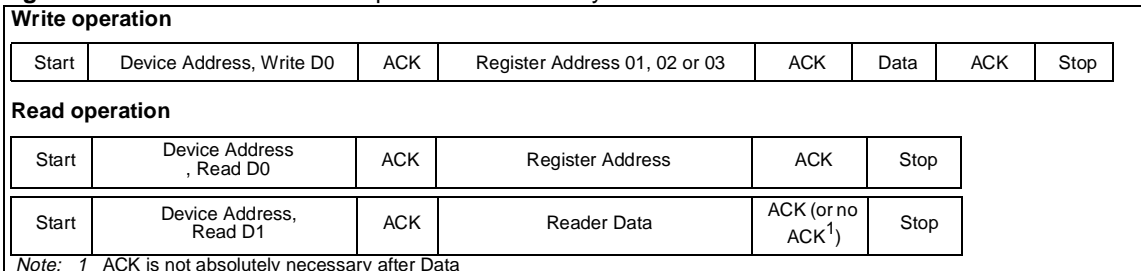 Write operation
Start Device Address, Write D0 ACK Register Address 01, 02 or 03 ACK Data ACK Stop
Read operation
Start Device Address , Read D0 ACK Register Address ACK Stop
Start Device Address, Read D1 ACK Reader Data ACK (or no ACK1) Stop
Note: 1 ACK is not absolutely necessary after Data